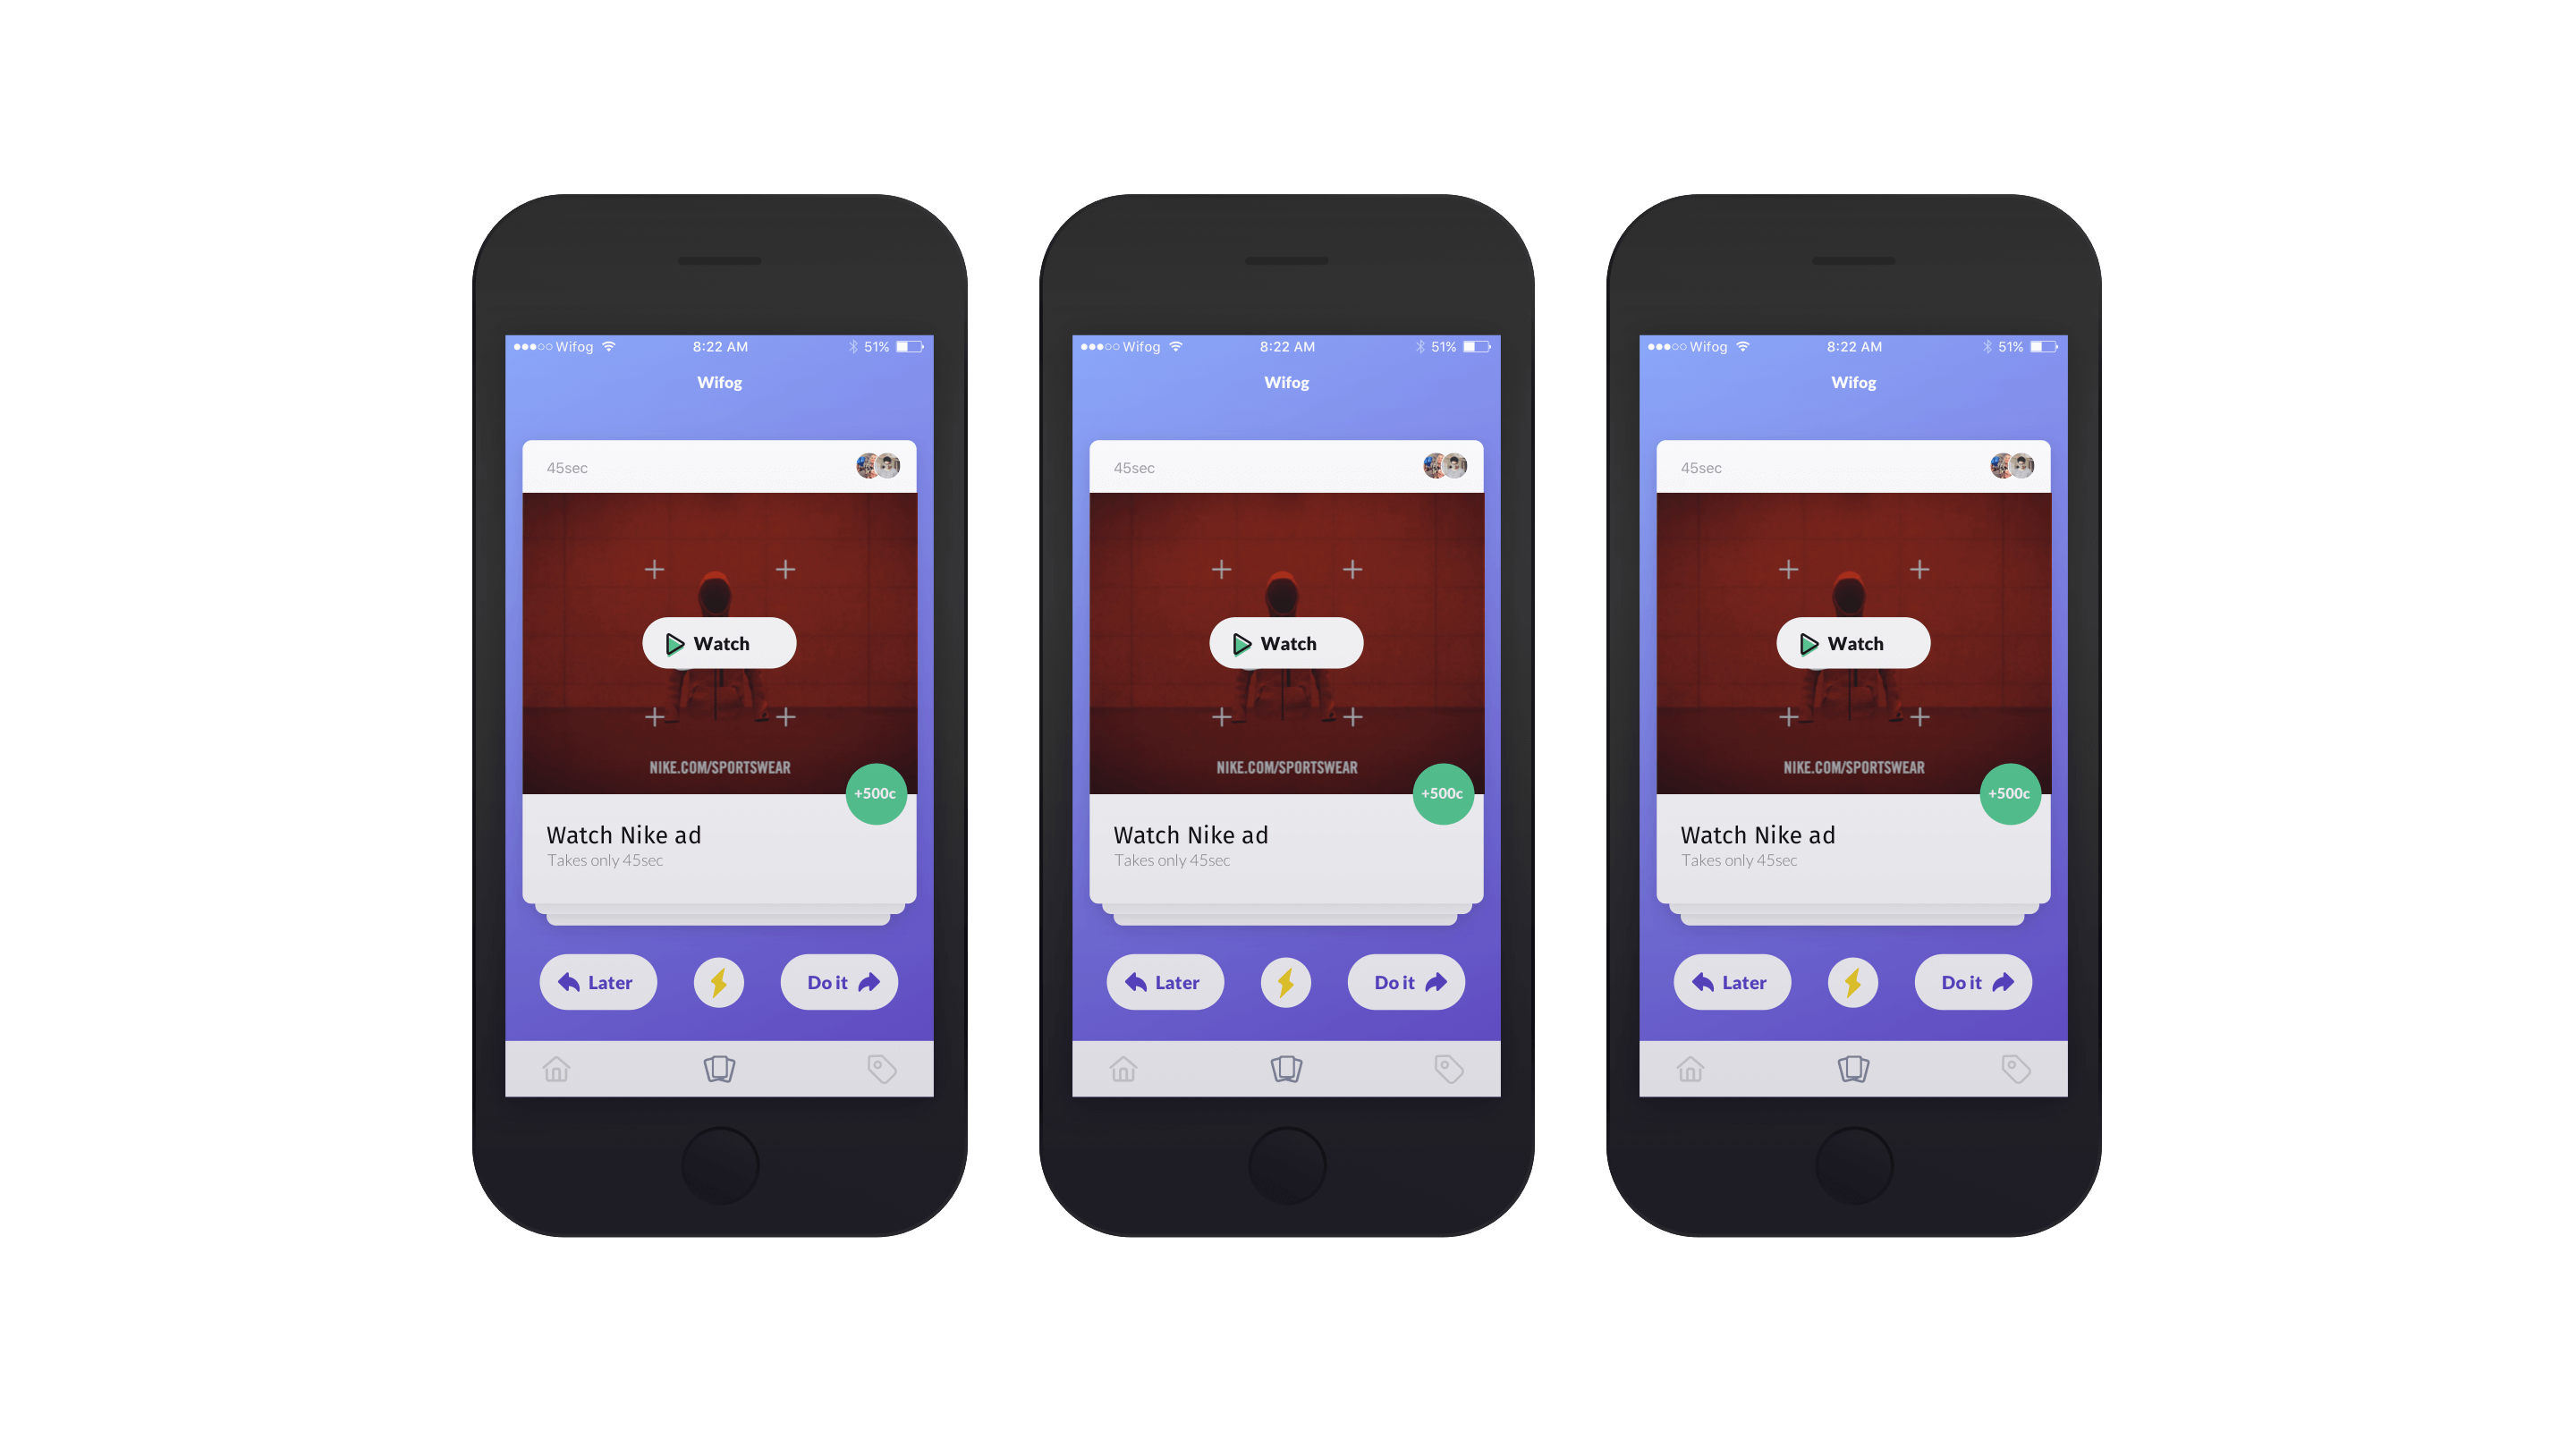 Wifog 8:22 AM 51%
Wifog
45sec
Watch
NIKE.COM/SPORTSWEAR
+500c
Watch Nike ad
Takes only 45sec
Later Do it
Wifog 8:22 AM 51%
Wifog
45sec
Watch
NIKE.COM/SPORTSWEAR
+500c
Watch Nike ad
Takes only 45sec
Later Do it
Wifog 8:22 AM 51%
Wifog
45sec
Watch
NIKE.COM/SPORTSWEAR
+500c
Watch Nike ad
Takes only 45sec
Later Do it